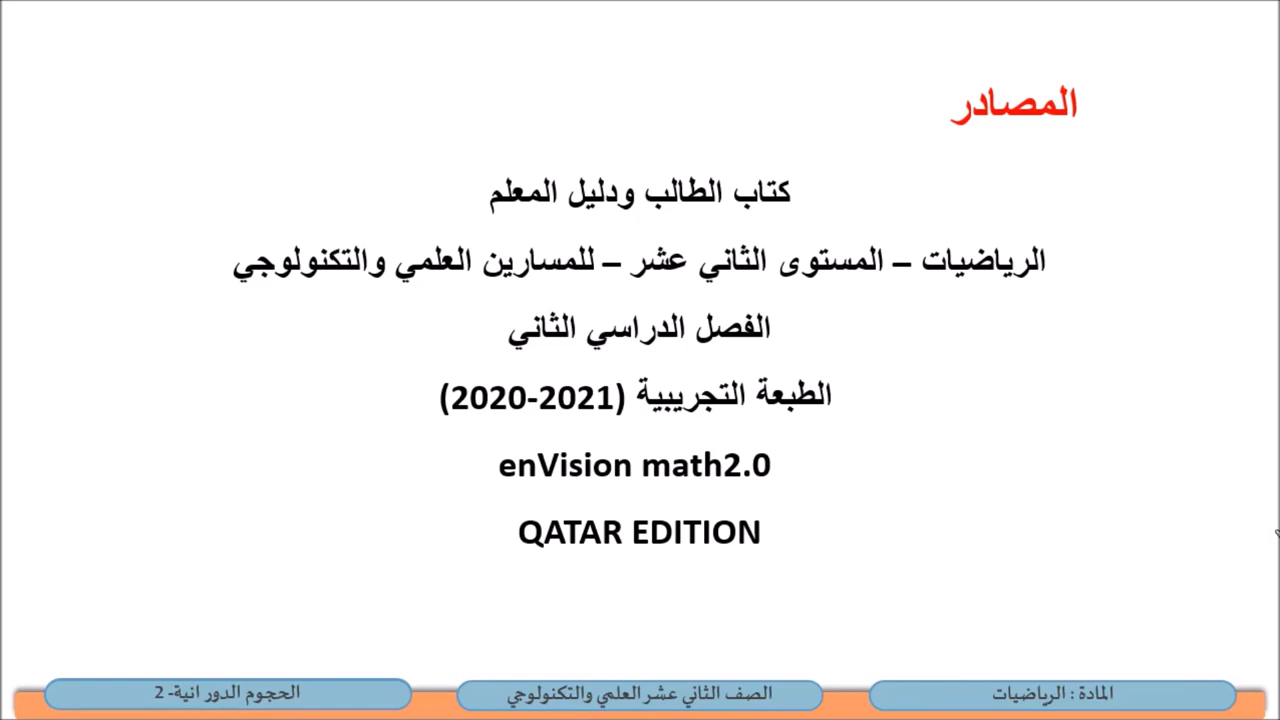 المصادر
كتاب الطالب ودليل المعلم
الرياضيات – المستوى الثاني عشر – للمسارين العلمي والتكنولوجي
الفصل الدراسي الثاني
الطبعة التجريبية (2021-2020)
enVision math2.0
QATAR EDITION
المادة : الرياضيات
الصف الثاني عشر العلمي والتكنولوجي
الحجوم الدورانية- 2